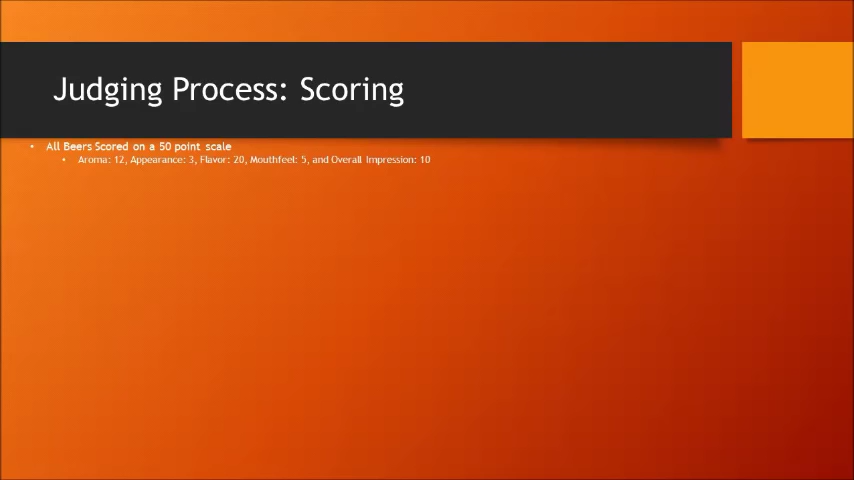 Judging Process: Scoring
• All Beers Scored on a 50 point scale
• Aroma: 12, Appearance: 3, Flavor: 20, Mouthfeel: 5, and Overall Impression: 10